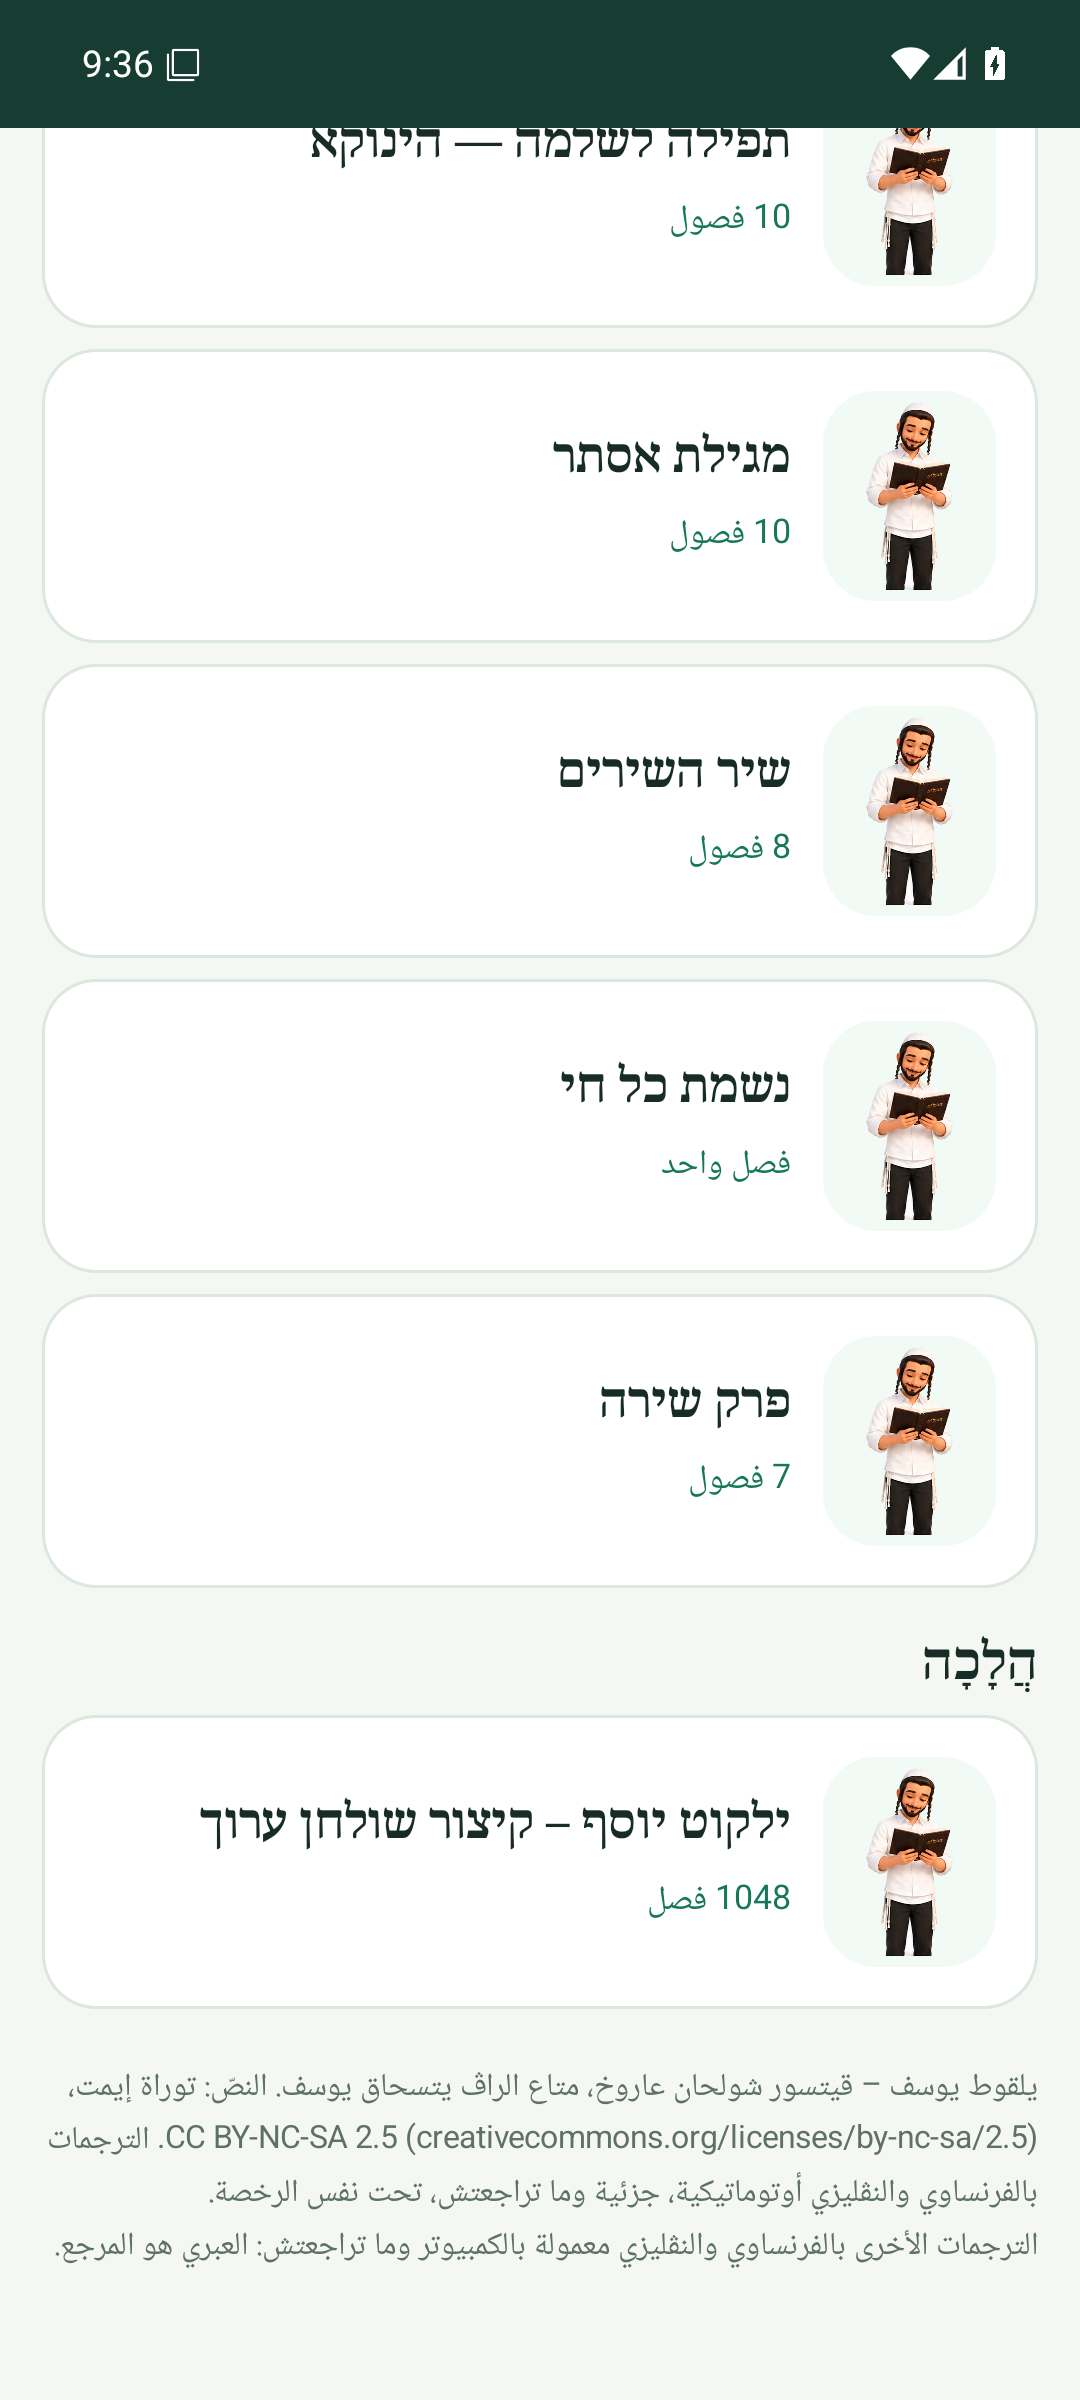 9:36
תפילה לשלמה — הינוקא
10 فصول
מגילת אסתר
10 فصول
שיר השירים
8 فصول
נשמת כל חי
فصل واحد
פרק שירה
7 فصول
הֲלָכָה
ילקוט יוסף – קיצור שולחן ערוך
1048 فصل
يلقوط يوسف – قيتسور شولحان عاروخ، متاع الراڤ يتسحاق يوسف. النصّ: توراة إيمت،
CC BY-NC-SA 2.5 (creativecommons.org/licenses/by-nc-sa/2.5). الترجمات
بالفرنساوي والنڤليزي أوتوماتيكية، جزئية وما تراجعتش، تحت نفس الرخصة.
الترجمات الأخرى بالفرنساوي والنڤليزي معمولة بالكمبيوتر وما تراجعتش: العبري هو المرجع.